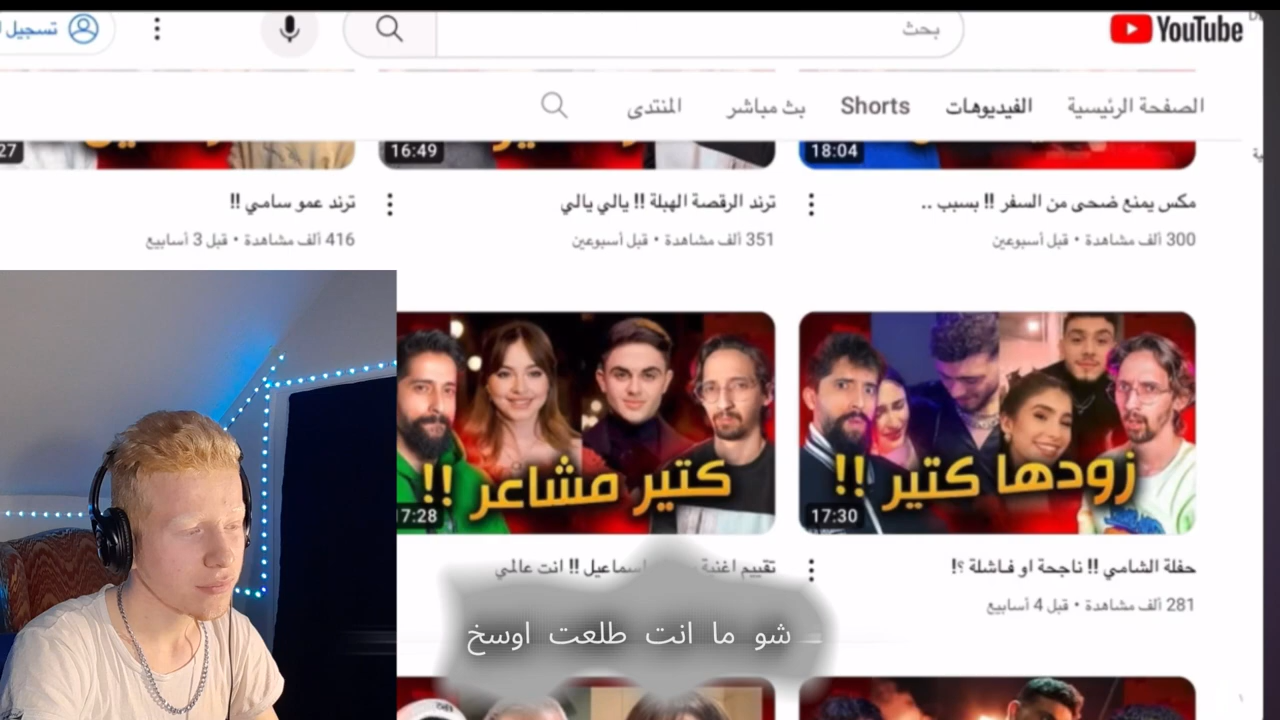 YouTube
بحث
تسجيل
الصفحة الرئيسية
الفيديوهات
Shorts
بث مباشر
المنتدى
18:04
16:49
27
مكس يمنع ضحى من السفر !! بسبب ..
300 ألف مشاهدة • قبل أسبوعين
ترند الرقصة الهبلة !! يالي يالي
351 ألف مشاهدة • قبل أسبوعين
ترند عمو سامي !!
416 ألف مشاهدة • قبل 3 أسابيع
زودها كتير !!
17:30
كتير مشاعر !!
17:28
حفلة الشامي !! ناجحة او فاشلة ؟!
281 ألف مشاهدة • قبل 4 أسابيع
تقييم اغنية
اسماعيل !! انت عالمي
شو ما انت طلعت اوسخ